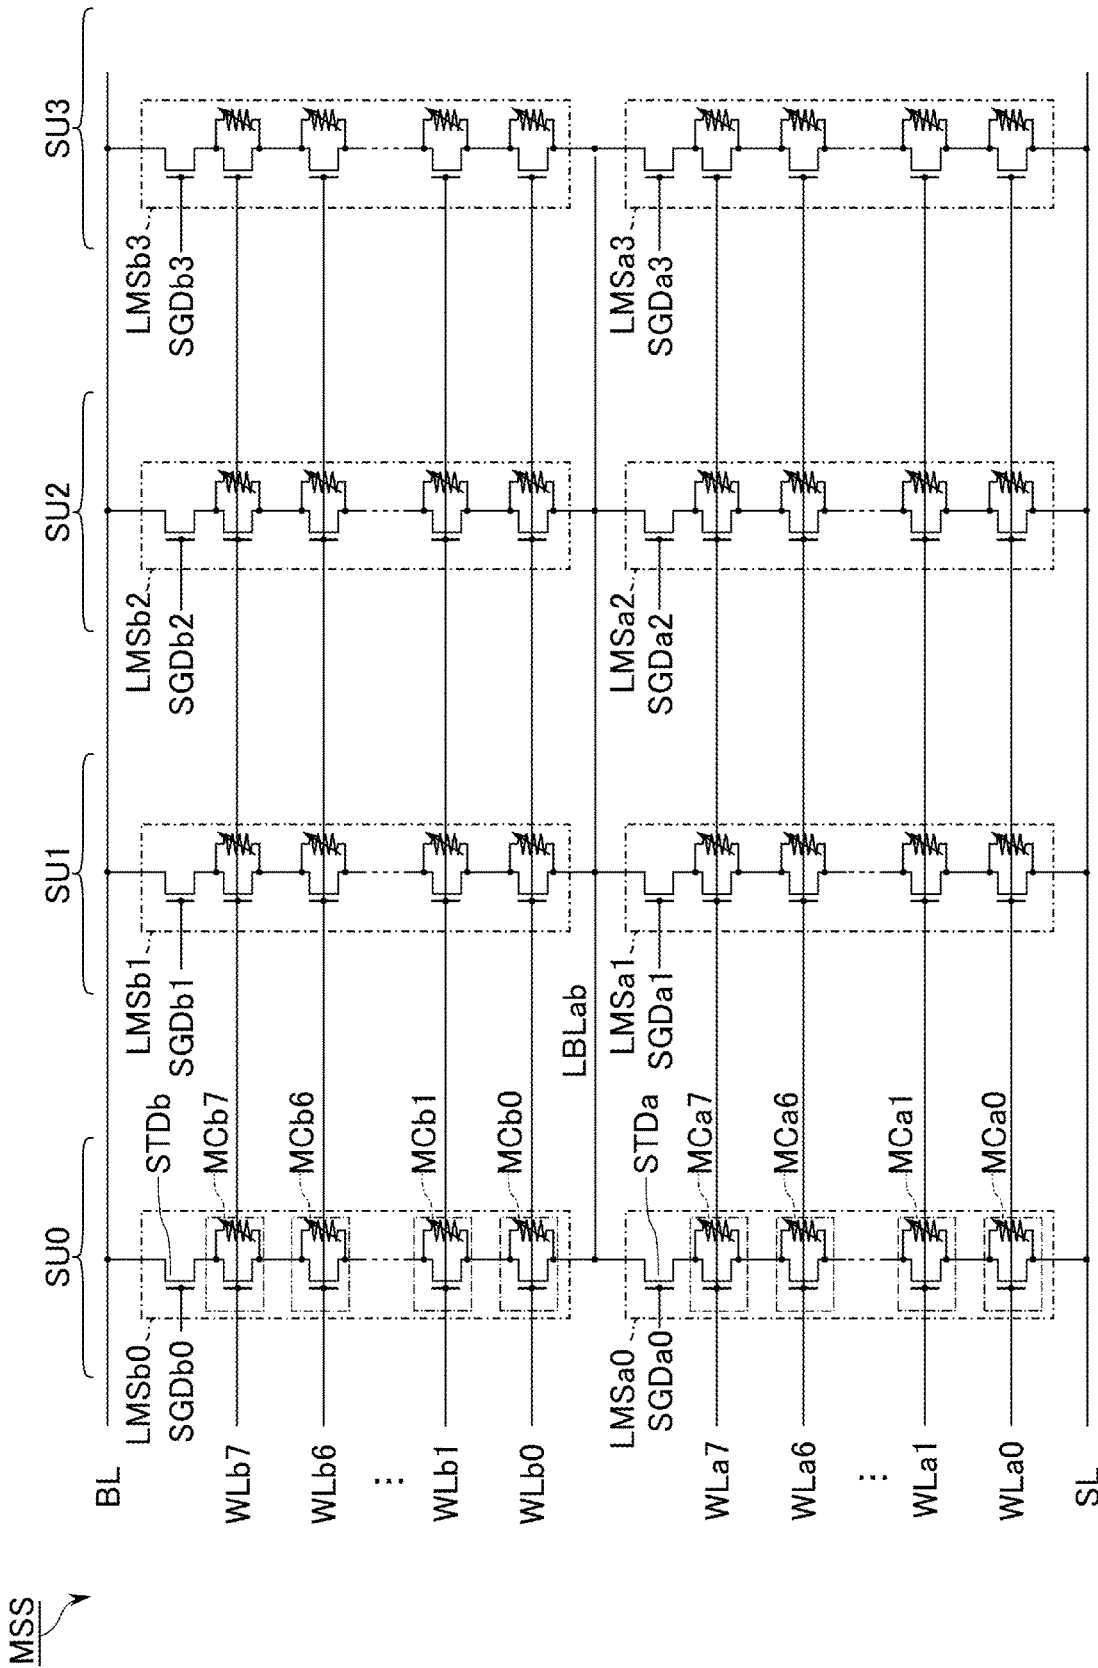 MSS
SU0
SU1
SU2
SU3
BL
LMSb0
SGDb0
STDb
LMSb1
SGDb1
LMSb2
SGDb2
LMSb3
SGDb3
WLb7
MCb7
WLb6
MCb6
⋮
WLb1
MCb1
WLb0
MCb0
LBLab
LMSa0
SGDa0
STDa
LMSa1
SGDa1
LMSa2
SGDa2
LMSa3
SGDa3
WLa7
MCa7
WLa6
MCa6
⋮
WLa1
MCa1
WLa0
MCa0
SL